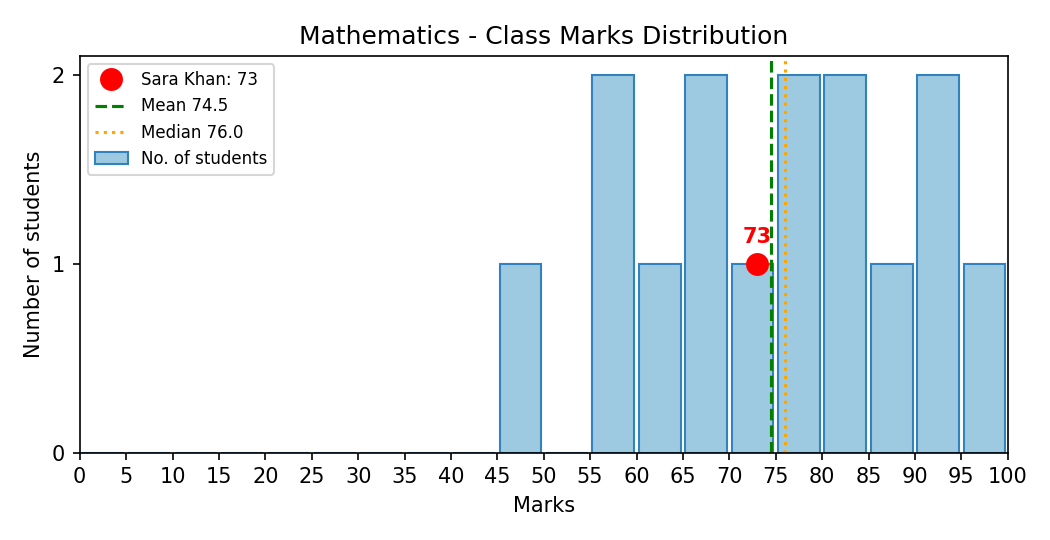 Mathematics - Class Marks Distribution
Sara Khan: 73
Mean 74.5
Median 76.0
No. of students
Number of students
2
1
0
73
0 5 10 15 20 25 30 35 40 45 50 55 60 65 70 75 80 85 90 95 100
Marks